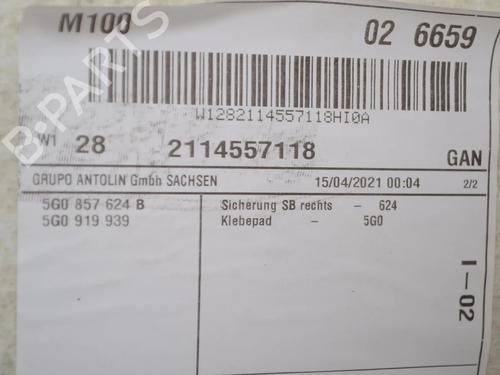 M100 02 6659
W1282114557118HI0A
W1 28 2114557118 GAN
GRUPO ANTOLIN Gmbh SACHSEN 15/04/2021 00:04 2/2
5G0 857 624 B Sicherung SB rechts – 624
5G0 919 939 Klebepad – 5G0
I – 02
B-PARTS